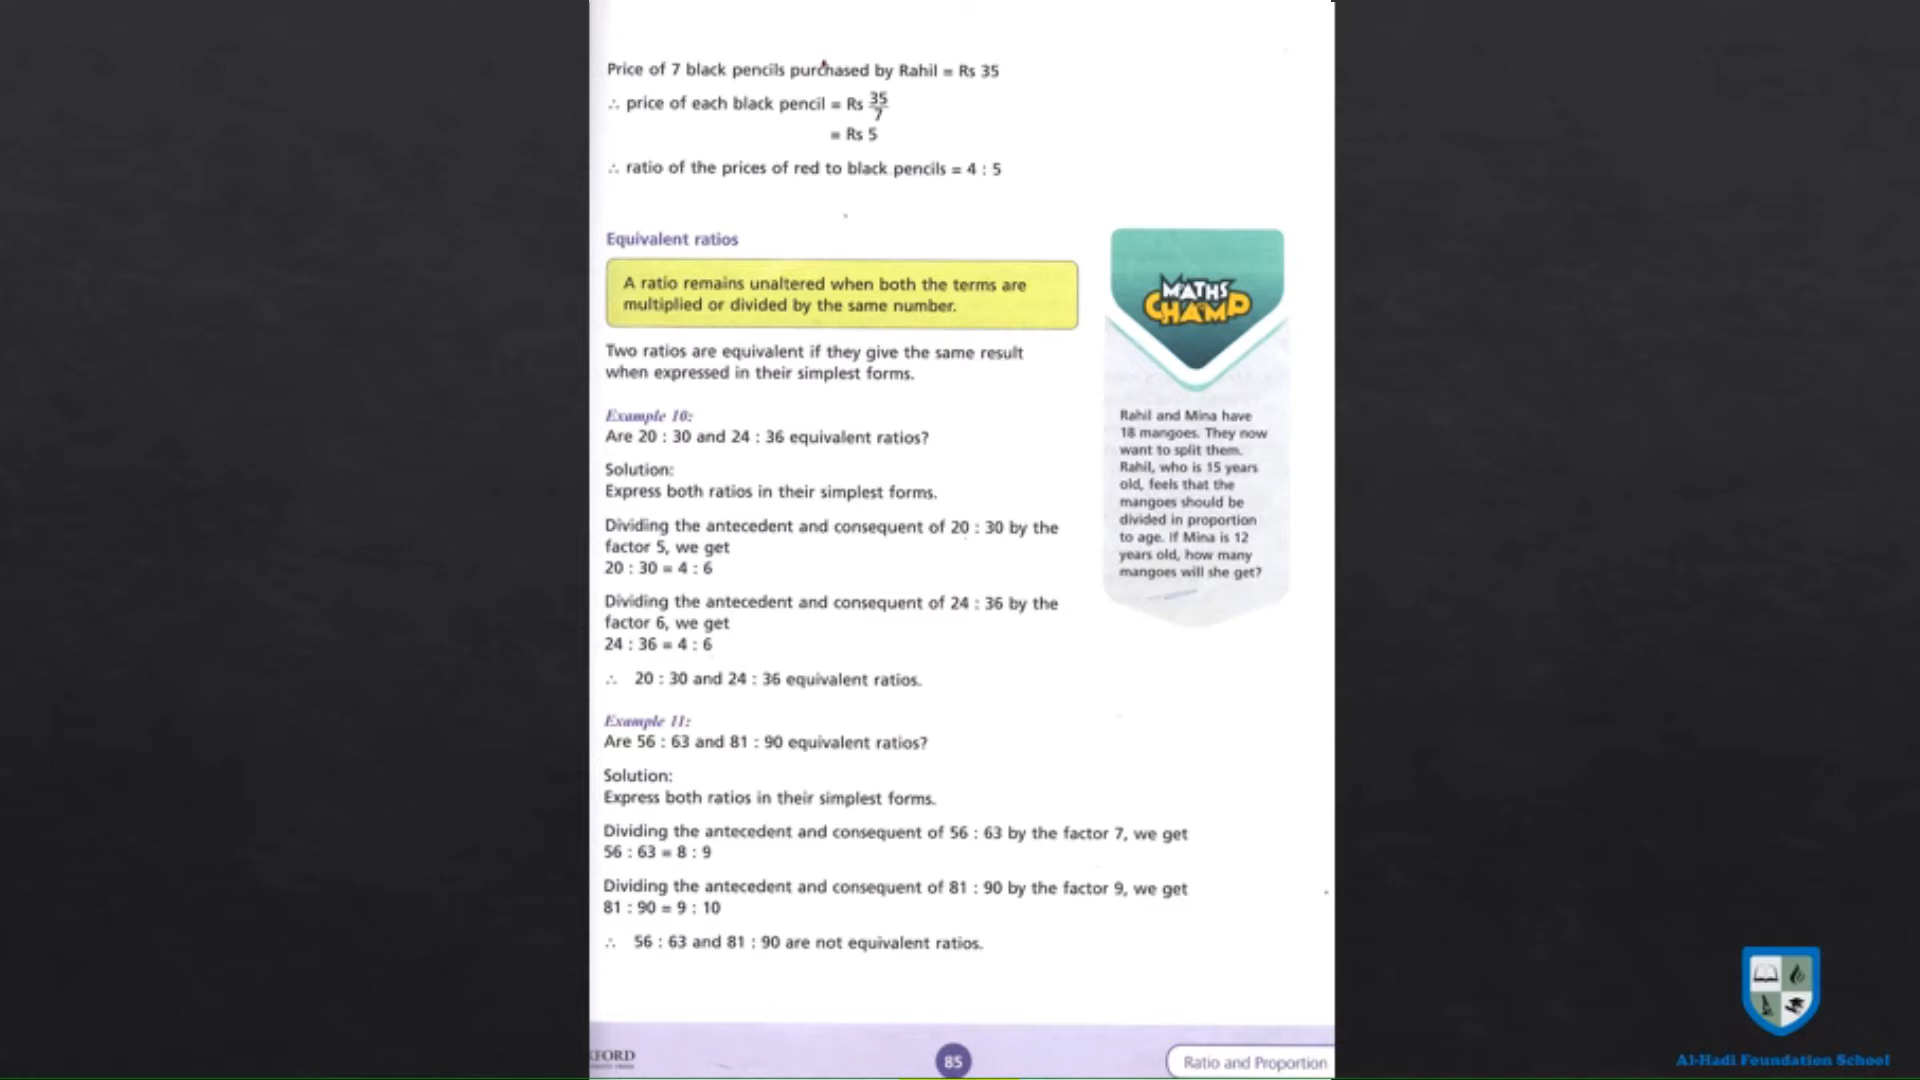 Price of 7 black pencils purchased by Rahil = Rs 35
∴ price of each black pencil = Rs 35/7
= Rs 5
∴ ratio of the prices of red to black pencils = 4 : 5
Equivalent ratios
A ratio remains unaltered when both the terms are
multiplied or divided by the same number.
Two ratios are equivalent if they give the same result
when expressed in their simplest forms.
Example 10:
Are 20 : 30 and 24 : 36 equivalent ratios?
Solution:
Express both ratios in their simplest forms.
Dividing the antecedent and consequent of 20 : 30 by the
factor 5, we get
20 : 30 = 4 : 6
Dividing the antecedent and consequent of 24 : 36 by the
factor 6, we get
24 : 36 = 4 : 6
∴ 20 : 30 and 24 : 36 equivalent ratios.
Example 11:
Are 56 : 63 and 81 : 90 equivalent ratios?
Solution:
Express both ratios in their simplest forms.
Dividing the antecedent and consequent of 56 : 63 by the factor 7, we get
56 : 63 = 8 : 9
Dividing the antecedent and consequent of 81 : 90 by the factor 9, we get
81 : 90 = 9 : 10
∴ 56 : 63 and 81 : 90 are not equivalent ratios.
MATHS
CHAMP
Rahil and Mina have
18 mangoes. They now
want to split them.
Rahil, who is 15 years
old, feels that the
mangoes should be
divided in proportion
to age. If Mina is 12
years old, how many
mangoes will she get?
XFORD
85
Ratio and Proportion
Al-Hadi Foundation School